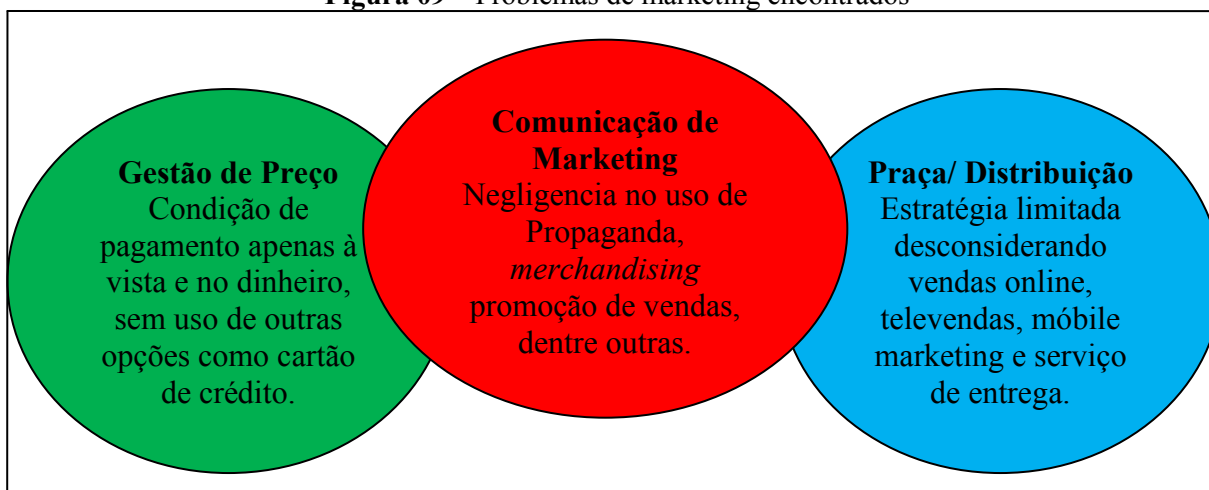 Figura 09 – Problemas de marketing encontrados
Gestão de Preço
Condição de
pagamento apenas à
vista e no dinheiro,
sem uso de outras
opções como cartão
de crédito.
Comunicação de
Marketing
Negligencia no uso de
Propaganda,
merchandising
promoção de vendas,
dentre outras.
Praça/ Distribuição
Estratégia limitada
desconsiderando
vendas online,
televendas, móbile
marketing e serviço
de entrega.